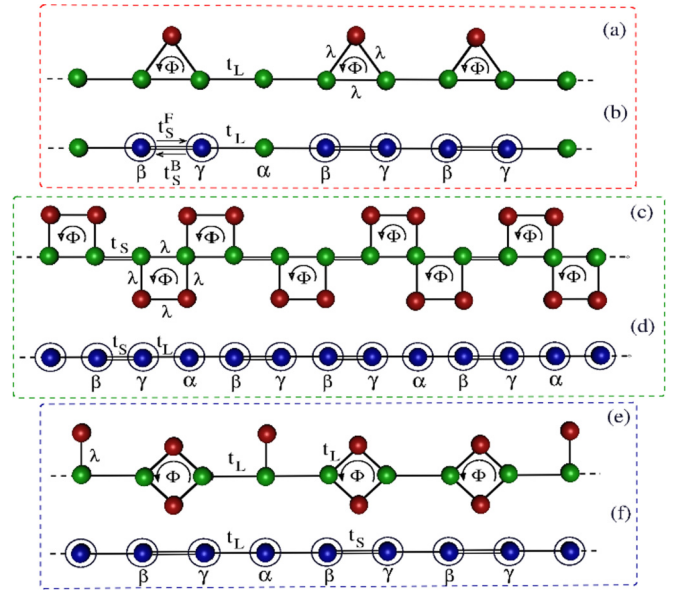 (a)
λ λ
Φ t_L Φ Φ
λ
(b)
t_S^F t_L
t_S^B
β γ α β γ β γ
(c)
Φ Φ Φ Φ
t_S λ
λ Φ λ Φ Φ Φ
λ
(d)
t_S t_L
β γ α β γ β γ α β γ α
(e)
λ Φ t_L t_L Φ Φ
(f)
t_L t_S
β γ α β γ β γ